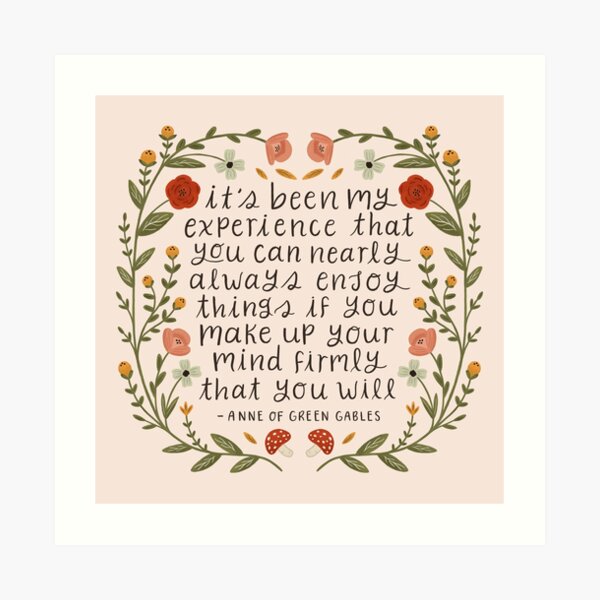 it's been my
experience that
you can nearly
always enjoy
things if you
make up your
mind firmly
that you will
- ANNE OF GREEN GABLES